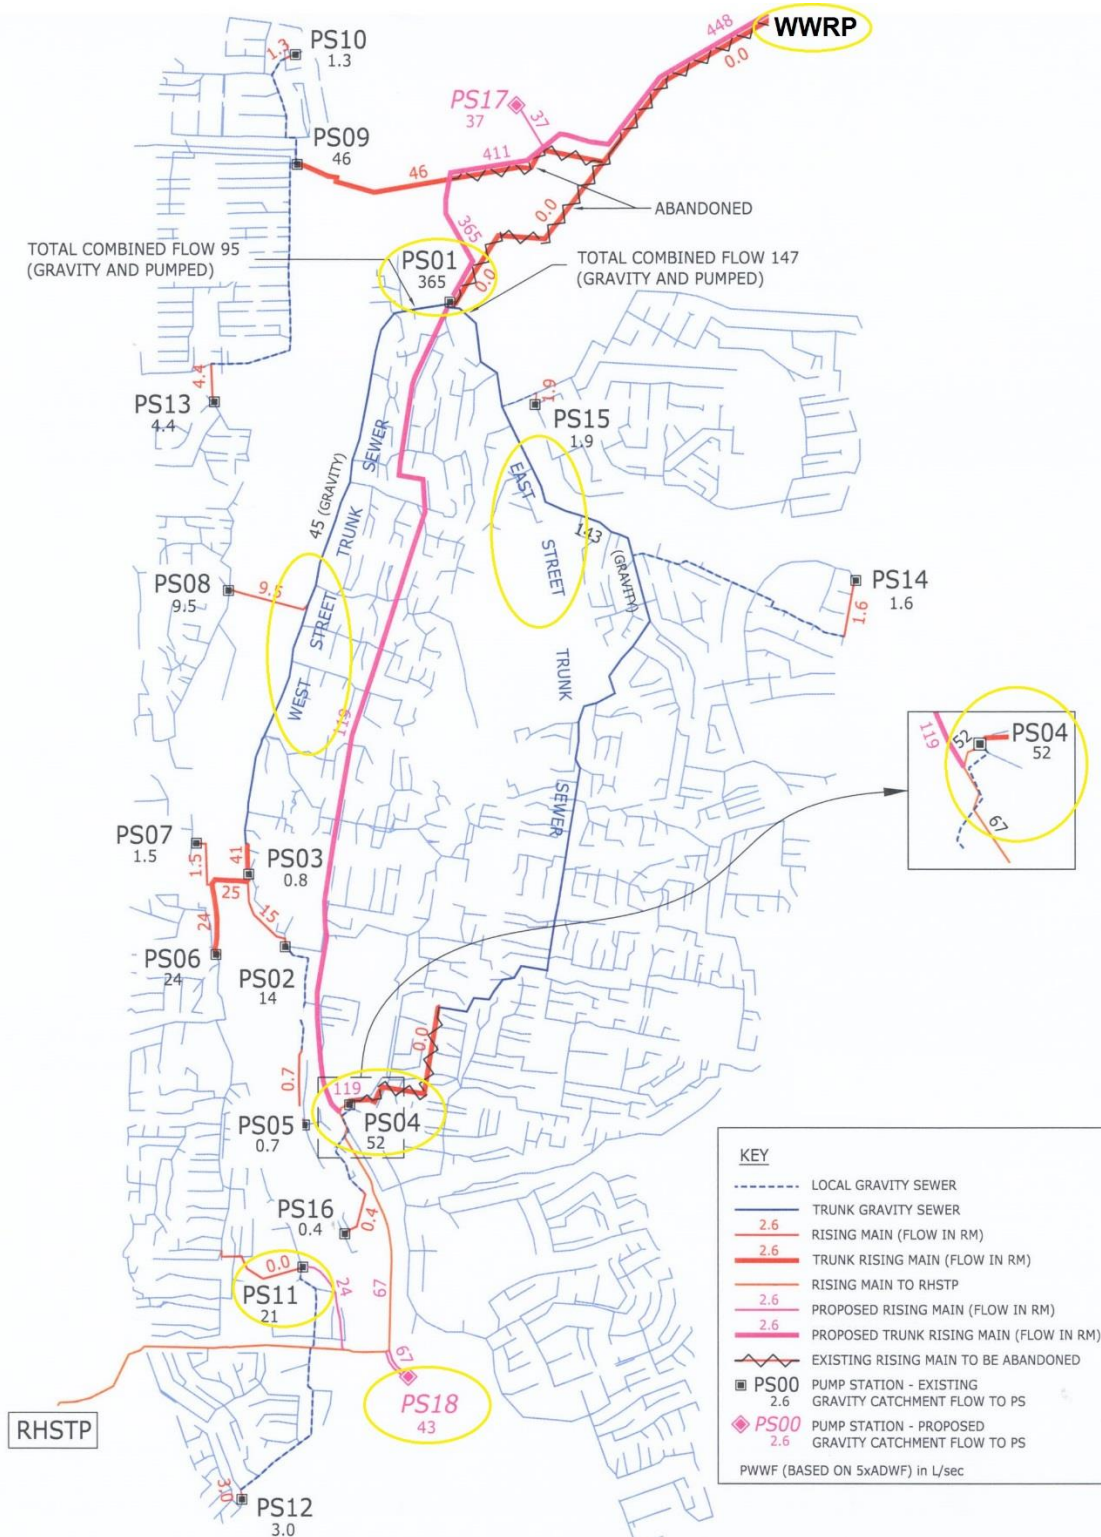 448
WWRP
0.0
PS10
1.3
1.3
PS17
37
37
PS09
46
411
46
ABANDONED
0.0
365
TOTAL COMBINED FLOW 95
(GRAVITY AND PUMPED)
PS01
365
0.0
TOTAL COMBINED FLOW 147
(GRAVITY AND PUMPED)
4.4
PS13
4.4
1.9
PS15
1.9
45 (GRAVITY)
WEST STREET TRUNK SEWER
EAST STREET TRUNK SEWER
143 (GRAVITY)
PS08
9.5
9.5
PS14
1.6
1.6
119
119
52
PS04
52
67
PS07
1.5
1.5
41
PS03
0.8
25
24
15
PS06
24
PS02
14
0.0
0.7
119
PS04
52
PS05
0.7
PS16
0.4
0.4
0.0
PS11
21
24
67
67
PS18
43
RHSTP
3.0
PS12
3.0
KEY
LOCAL GRAVITY SEWER
TRUNK GRAVITY SEWER
2.6 RISING MAIN (FLOW IN RM)
2.6 TRUNK RISING MAIN (FLOW IN RM)
RISING MAIN TO RHSTP
2.6 PROPOSED RISING MAIN (FLOW IN RM)
2.6 PROPOSED TRUNK RISING MAIN (FLOW IN RM)
EXISTING RISING MAIN TO BE ABANDONED
PS00 PUMP STATION - EXISTING
2.6 GRAVITY CATCHMENT FLOW TO PS
PS00 PUMP STATION - PROPOSED
2.6 GRAVITY CATCHMENT FLOW TO PS
PWWF (BASED ON 5xADWF) in L/sec